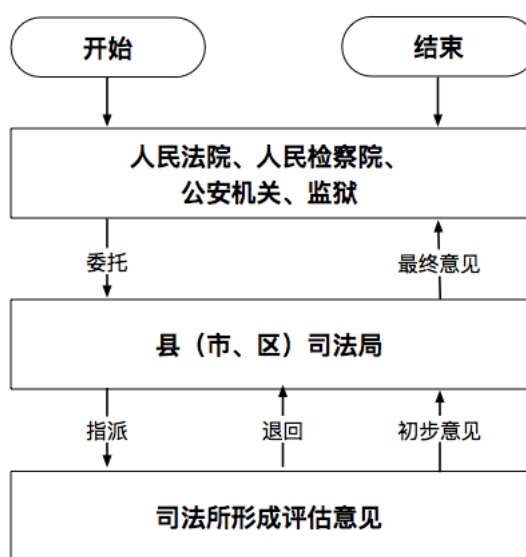 开始
结束
人民法院、人民检察院、
公安机关、监狱
委托
最终意见
县（市、区）司法局
指派
退回
初步意见
司法所形成评估意见